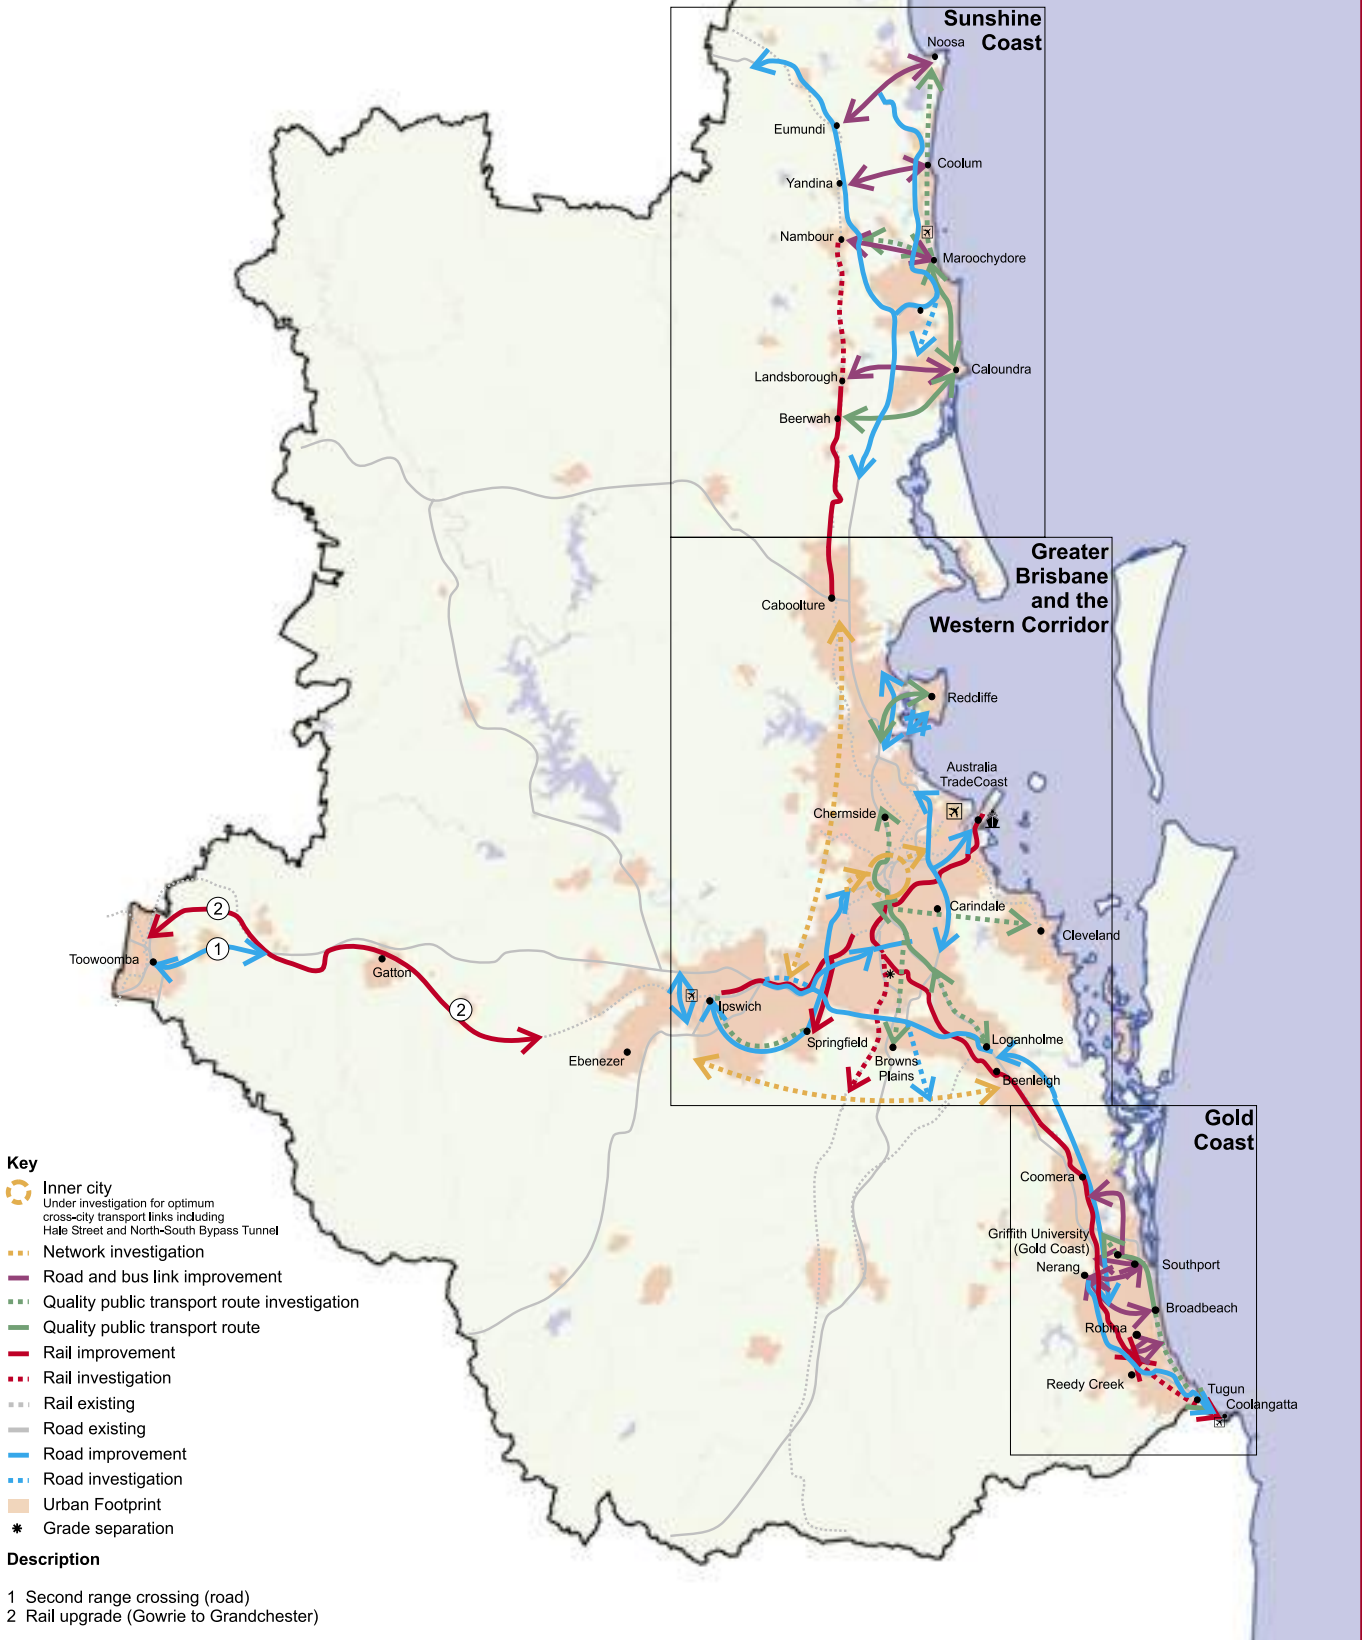 Sunshine
Coast
Noosa
Eumundi
Coolum
Yandina
Nambour
Maroochydore
Caloundra
Landsborough
Beerwah
Greater
Brisbane
and the
Western Corridor
Caboolture
Redcliffe
Australia
TradeCoast
Chermside
Carindale
Cleveland
2
1
Toowoomba
Gatton
2
Ipswich
Springfield
Ebenezer
Browns
Plains
Loganholme
Beenleigh
Gold
Coast
Coomera
Griffith University
(Gold Coast)
Nerang
Southport
Broadbeach
Robina
Reedy Creek
Tugun
Coolangatta
Key
Inner city
Under investigation for optimum
cross-city transport links including
Hale Street and North-South Bypass Tunnel
Network investigation
Road and bus link improvement
Quality public transport route investigation
Quality public transport route
Rail improvement
Rail investigation
Rail existing
Road existing
Road improvement
Road investigation
Urban Footprint
Grade separation
Description
1 Second range crossing (road)
2 Rail upgrade (Gowrie to Grandchester)